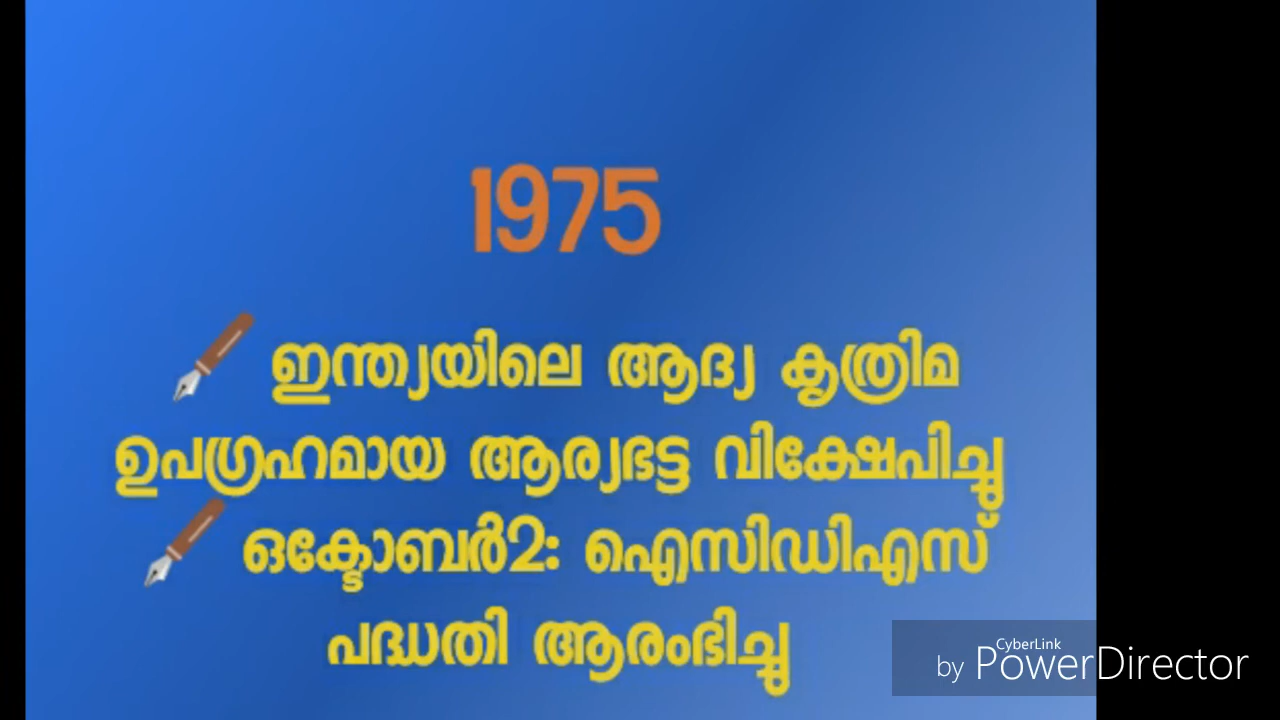 1975
ഇന്ത്യയിലെ ആദ്യ കൃത്രിമ
ഉപഗ്രഹമായ ആര്യഭട്ട വിക്ഷേപിച്ചു
ഒക്ടോബർ2: ഐസിഡിഎസ്
പദ്ധതി ആരംഭിച്ചു
CyberLink
by PowerDirector